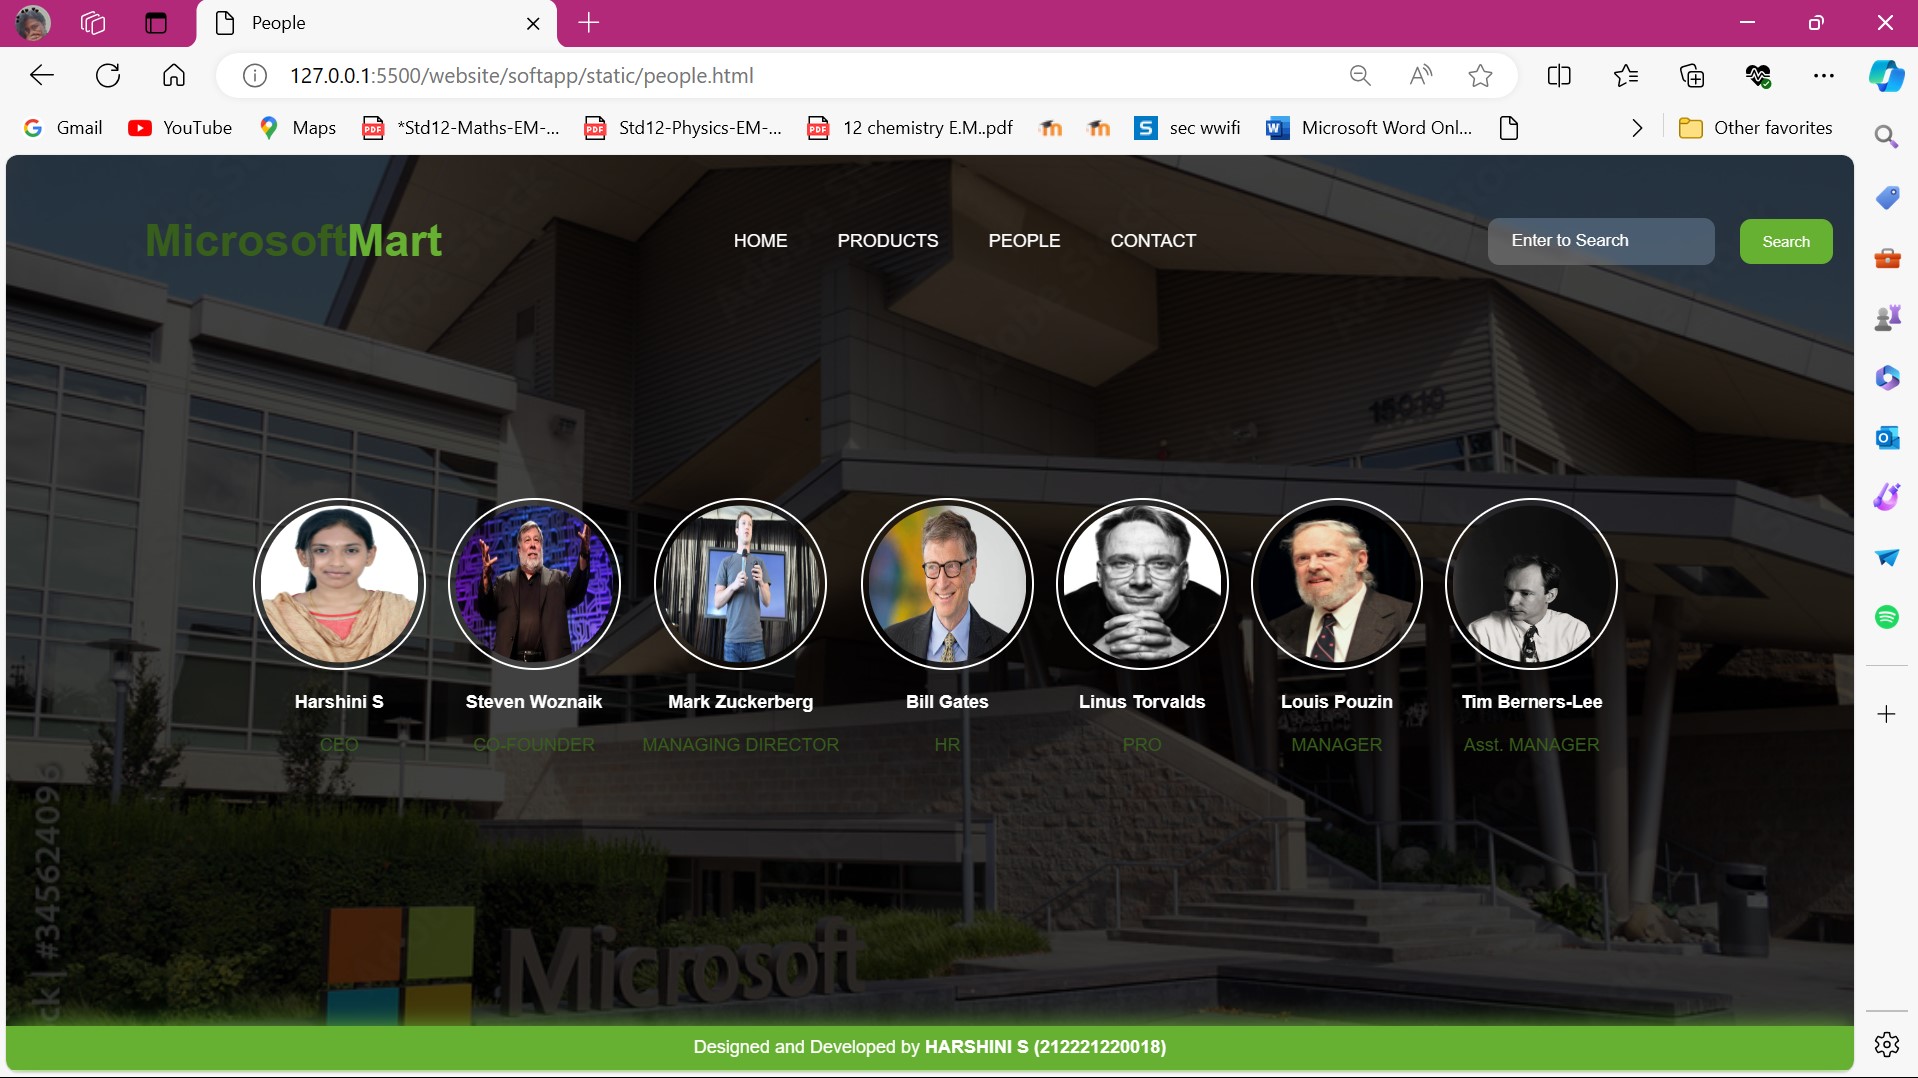 People
127.0.0.1:5500/website/softapp/static/people.html
Gmail
YouTube
Maps
*Std12-Maths-EM-...
Std12-Physics-EM-...
12 chemistry E.M..pdf
sec wwifi
Microsoft Word Onl...
Other favorites
MicrosoftMart
HOME
PRODUCTS
PEOPLE
CONTACT
Enter to Search
Search
15010
Harshini S
Steven Woznaik
Mark Zuckerberg
Bill Gates
Linus Torvalds
Louis Pouzin
Tim Berners-Lee
CEO
CO-FOUNDER
MANAGING DIRECTOR
HR
PRO
MANAGER
Asst. MANAGER
ck | #345624096
Microsoft
Designed and Developed by HARSHINI S (212221220018)